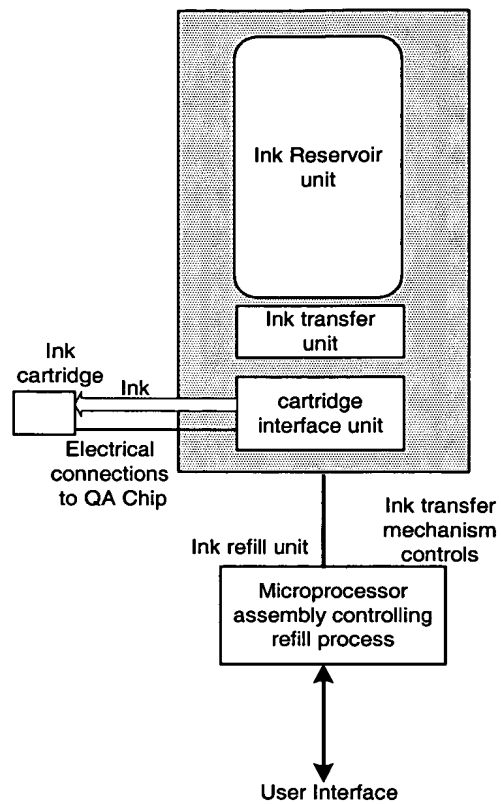 Ink Reservoir
unit
Ink transfer
unit
Ink
cartridge
Ink
cartridge
interface unit
Electrical
connections
to QA Chip
Ink transfer
mechanism
controls
Ink refill unit
Microprocessor
assembly controlling
refill process
User Interface